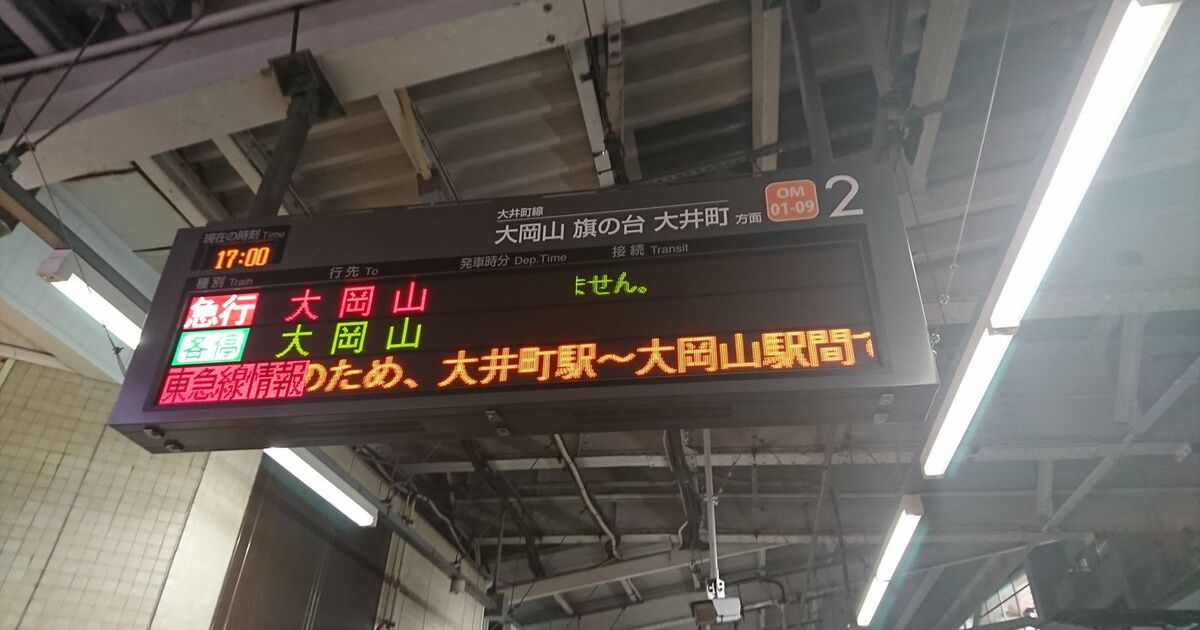 大井町線
大岡山 旗の台 大井町 方面 OM 01-09 2
現在の時刻 Time
17:00
種別 Train 行先 To 発車時分 Dep.Time 接続 Transit
急行 大岡山 ません。
各停 大岡山
東急線情報 のため、大井町駅～大岡山駅間で